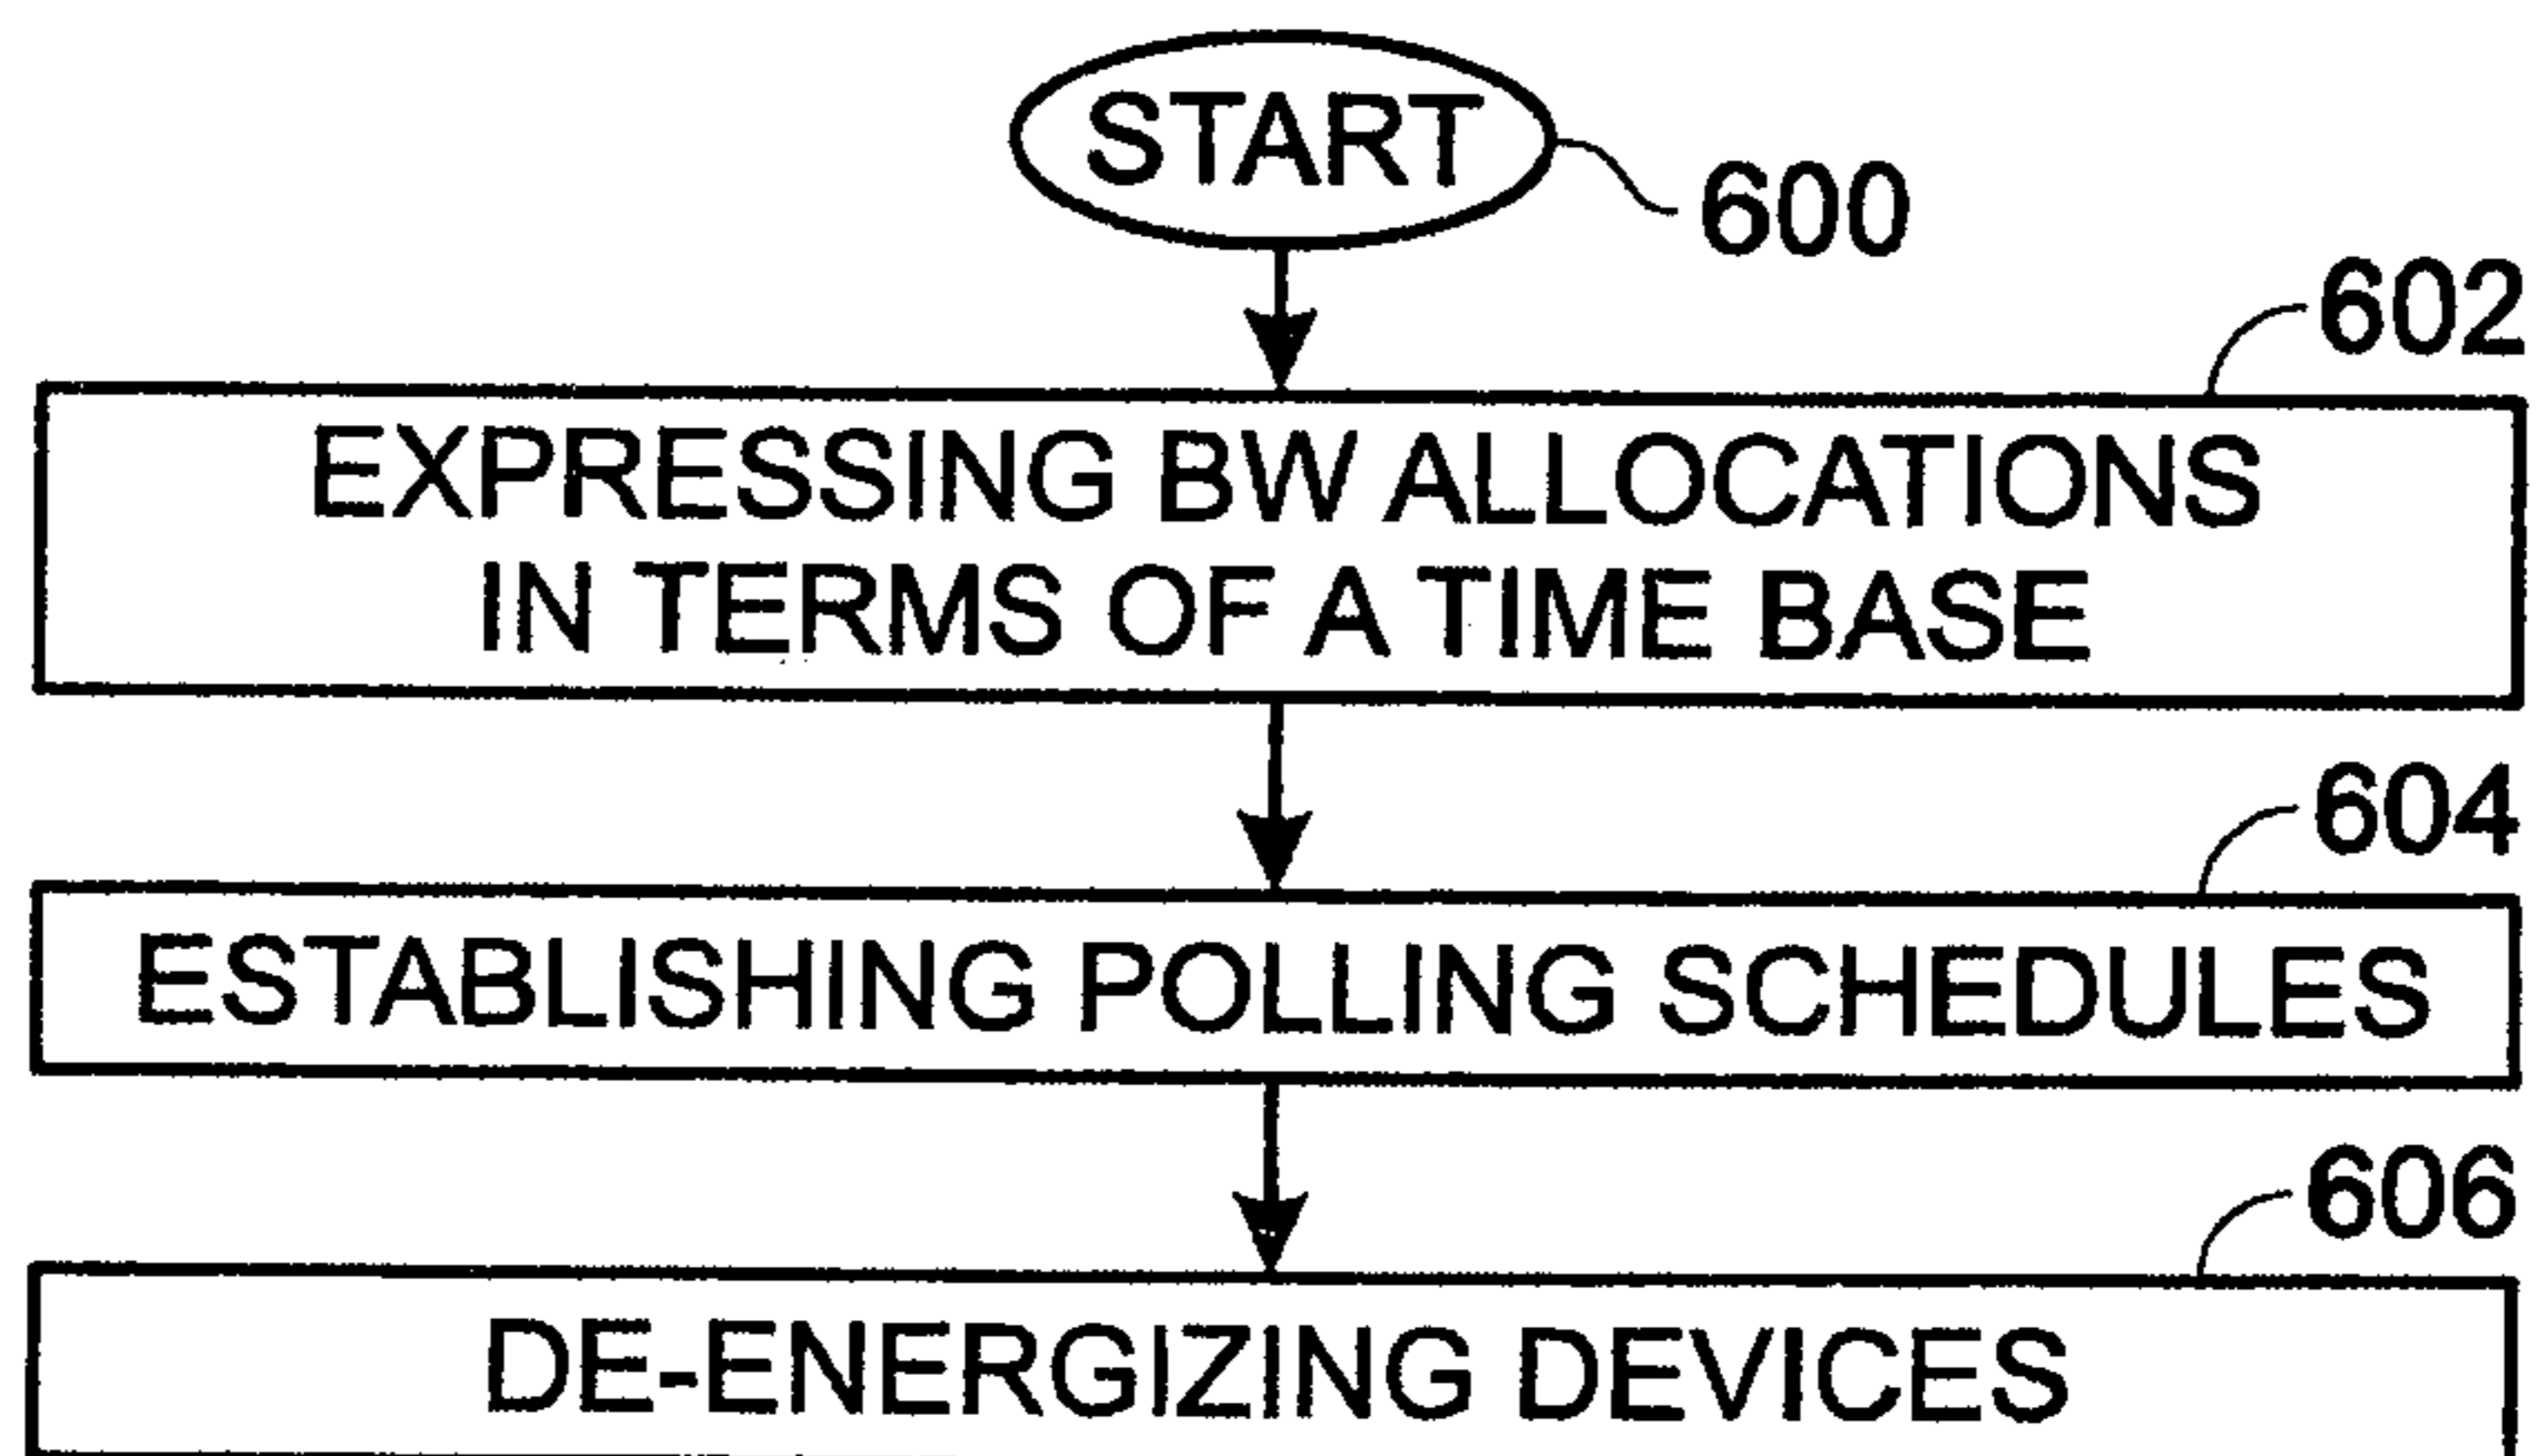 START
600
602
EXPRESSING BW ALLOCATIONS
IN TERMS OF A TIME BASE
604
ESTABLISHING POLLING SCHEDULES
606
DE-ENERGIZING DEVICES